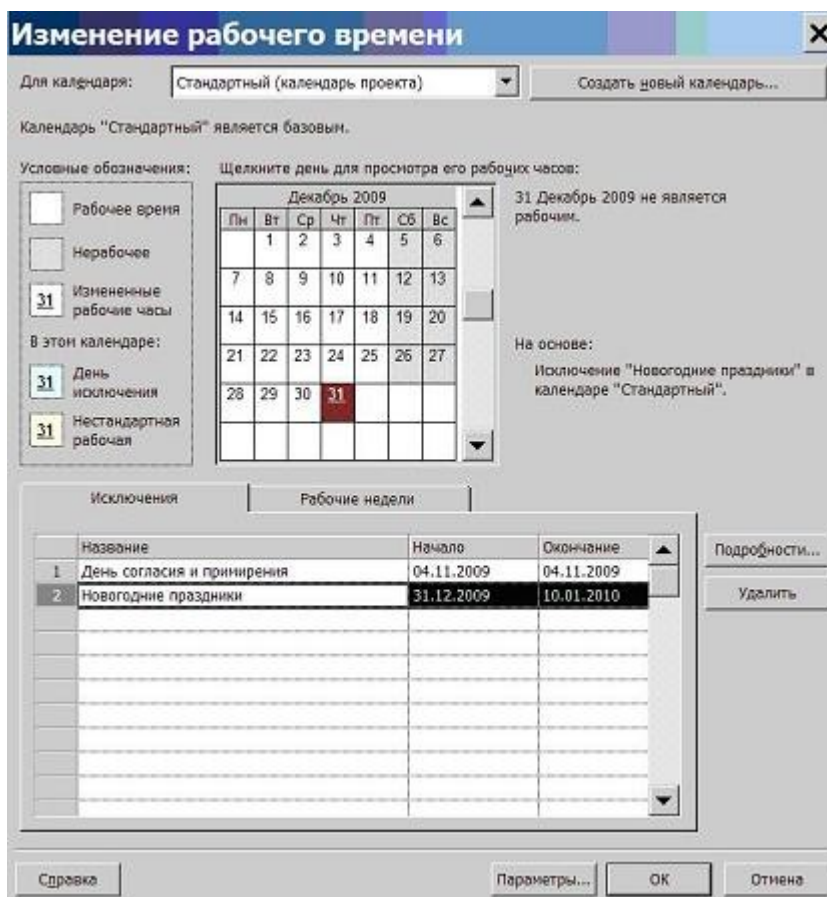 Изменение рабочего времени
Для календаря: Стандартный (календарь проекта) Создать новый календарь...
Календарь "Стандартный" является базовым.
Условные обозначения:
Рабочее время
Нерабочее
31 Измененные
рабочие часы
В этом календаре:
31 День
исключения
31 Нестандартная
рабочая
Щелкните день для просмотра его рабочих часов:
Декабрь 2009
Пн Вт Ср Чт Пт Сб Вс
1 2 3 4 5 6
7 8 9 10 11 12 13
14 15 16 17 18 19 20
21 22 23 24 25 26 27
28 29 30 31
31 Декабрь 2009 не является
рабочим.
На основе:
Исключение "Новогодние праздники" в
календаре "Стандартный".
Исключения Рабочие недели
Название Начало Окончание
1 День согласия и примирения 04.11.2009 04.11.2009
2 Новогодние праздники 31.12.2009 10.01.2010
Подробности...
Удалить
Справка Параметры... ОК Отмена